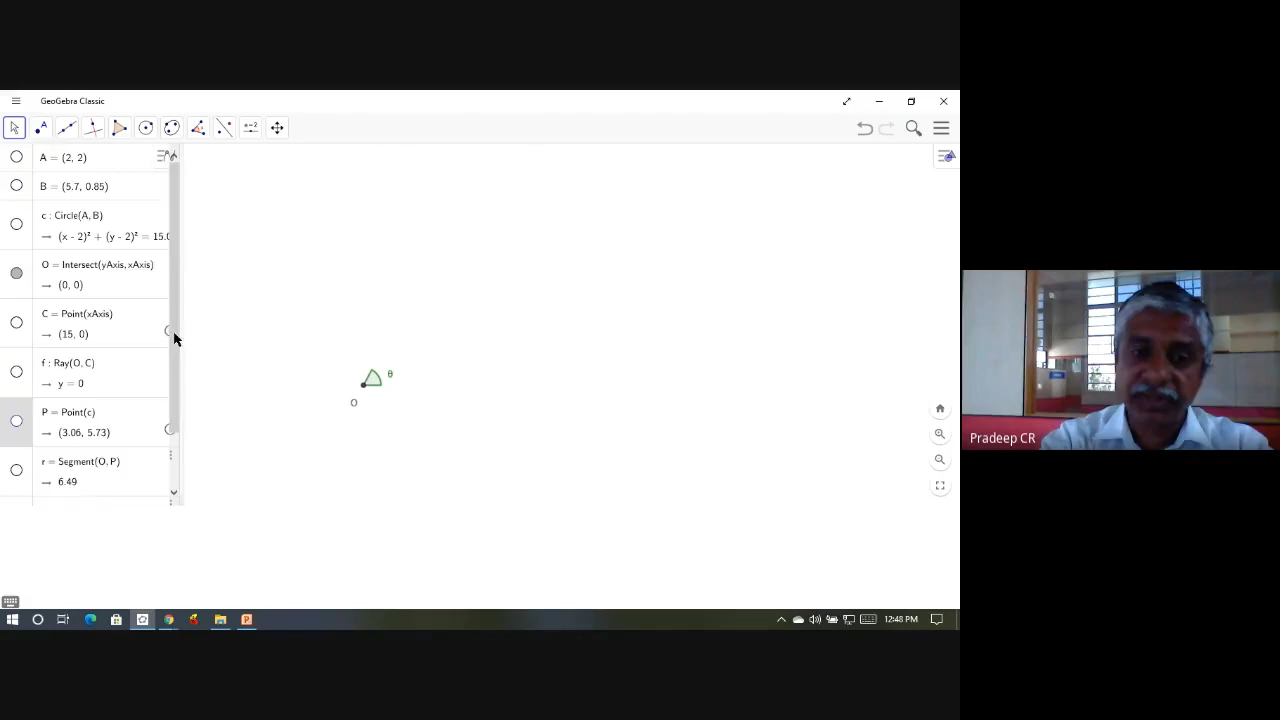 GeoGebra Classic
A = (2, 2)
B = (5.7, 0.85)
c : Circle(A, B)
→ (x - 2)² + (y - 2)² = 15.0
O = Intersect(yAxis, xAxis)
→ (0, 0)
C = Point(xAxis)
→ (15, 0)
f : Ray(O, C)
→ y = 0
P = Point(c)
→ (3.06, 5.73)
r = Segment(O, P)
→ 6.49
θ
O
Pradeep CR
12:48 PM